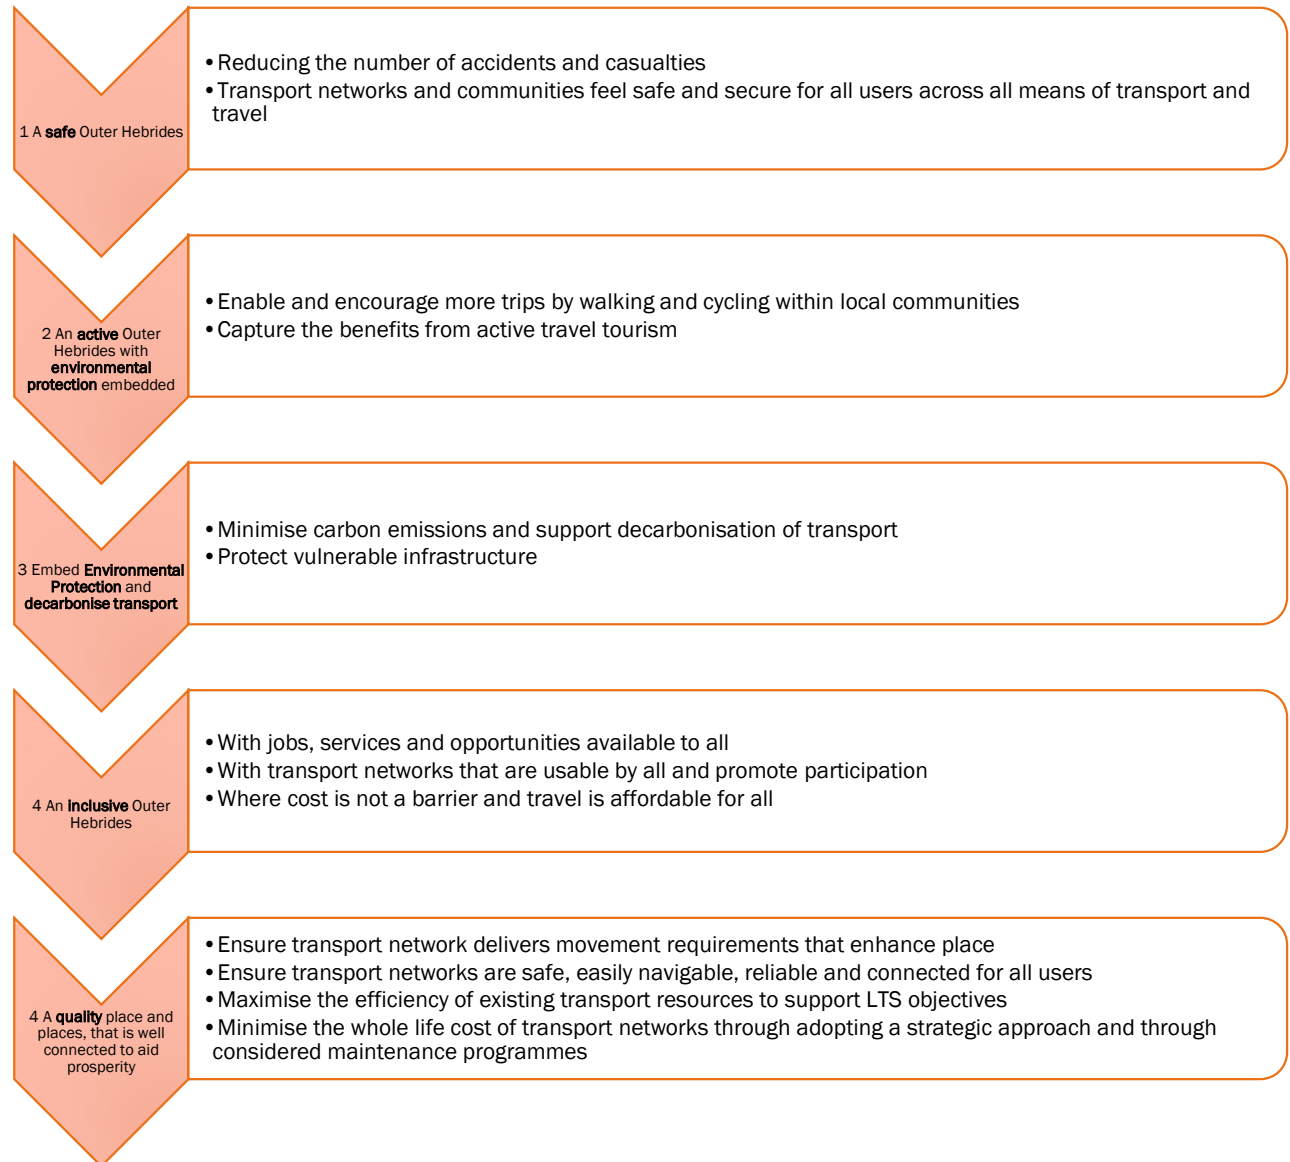 1 A safe Outer Hebrides
•Reducing the number of accidents and casualties
•Transport networks and communities feel safe and secure for all users across all means of transport and
travel
2 An active Outer
Hebrides with
environmental
protection embedded
•Enable and encourage more trips by walking and cycling within local communities
•Capture the benefits from active travel tourism
3 Embed Environmental
Protection and
decarbonise transport
•Minimise carbon emissions and support decarbonisation of transport
•Protect vulnerable infrastructure
4 An inclusive Outer
Hebrides
•With jobs, services and opportunities available to all
•With transport networks that are usable by all and promote participation
•Where cost is not a barrier and travel is affordable for all
4 A quality place and
places, that is well
connected to aid
prosperity
•Ensure transport network delivers movement requirements that enhance place
•Ensure transport networks are safe, easily navigable, reliable and connected for all users
•Maximise the efficiency of existing transport resources to support LTS objectives
•Minimise the whole life cost of transport networks through adopting a strategic approach and through
considered maintenance programmes